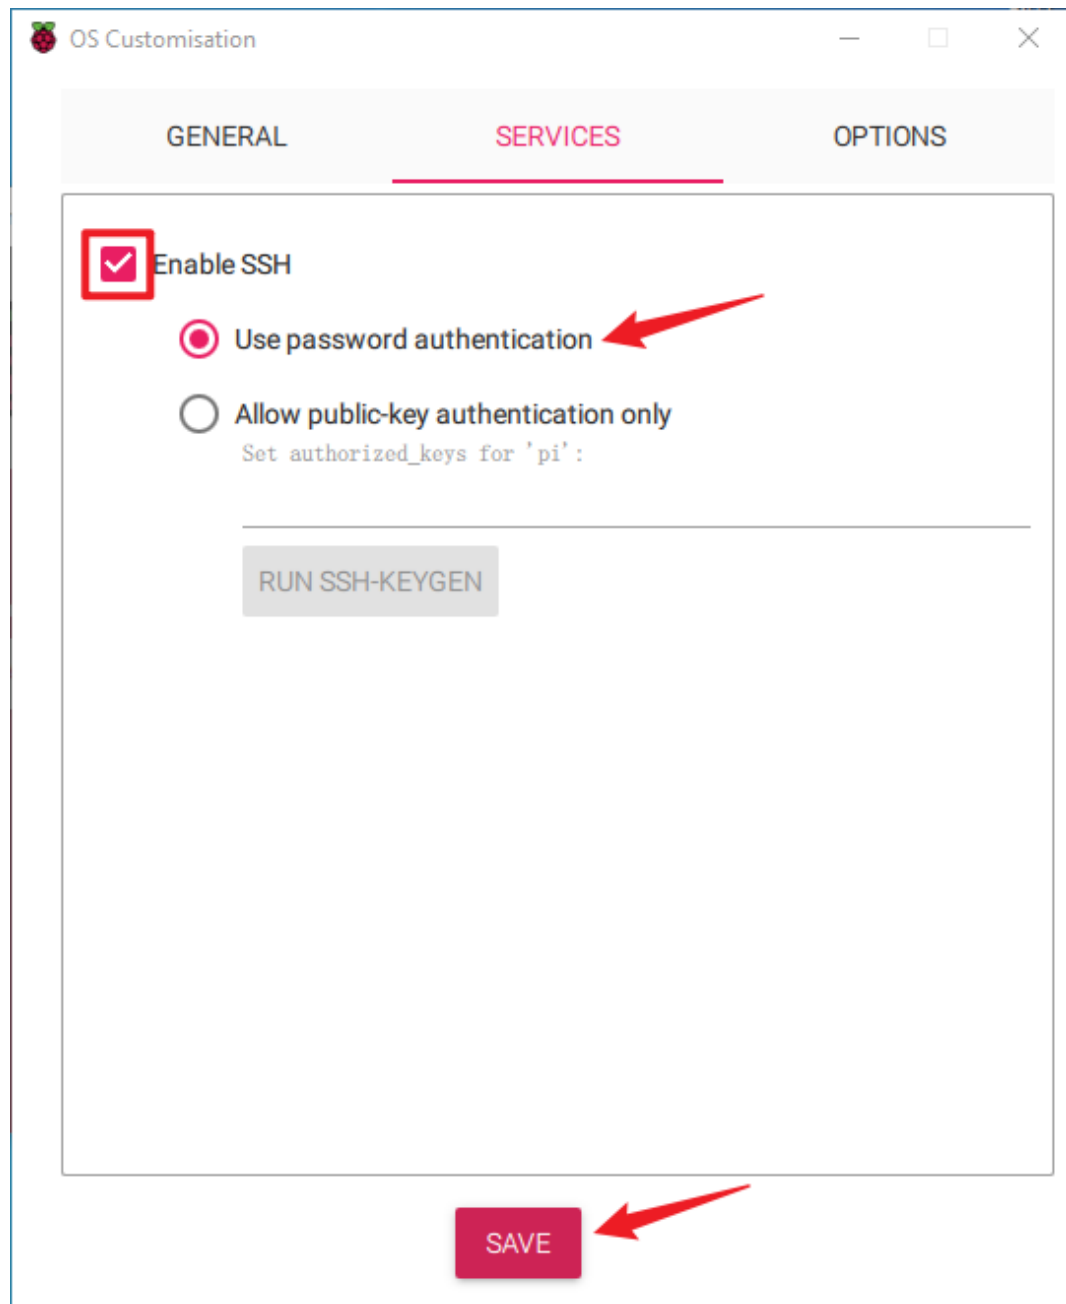 OS Customisation
GENERAL
SERVICES
OPTIONS
Enable SSH
Use password authentication
Allow public-key authentication only
Set authorized_keys for 'pi':
RUN SSH-KEYGEN
SAVE